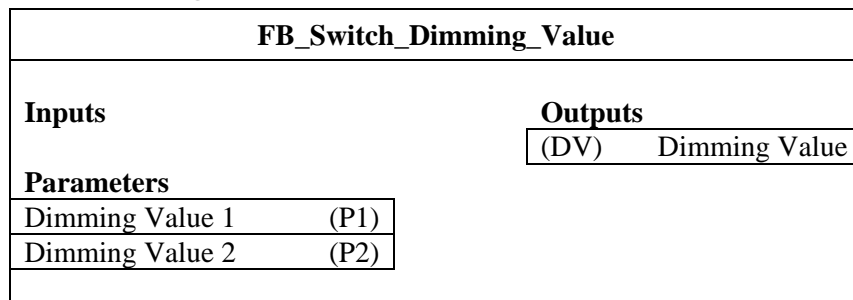 FB_Switch_Dimming_Value
Inputs Outputs
(DV) Dimming Value
Parameters
Dimming Value 1 (P1)
Dimming Value 2 (P2)